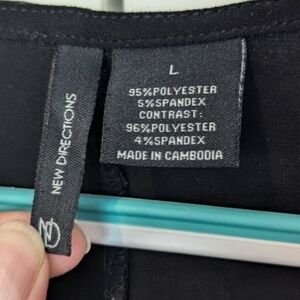 L
95%POLYESTER
5%SPANDEX
CONTRAST:
96%POLYESTER
4%SPANDEX
MADE IN CAMBODIA
NEW DIRECTIONS